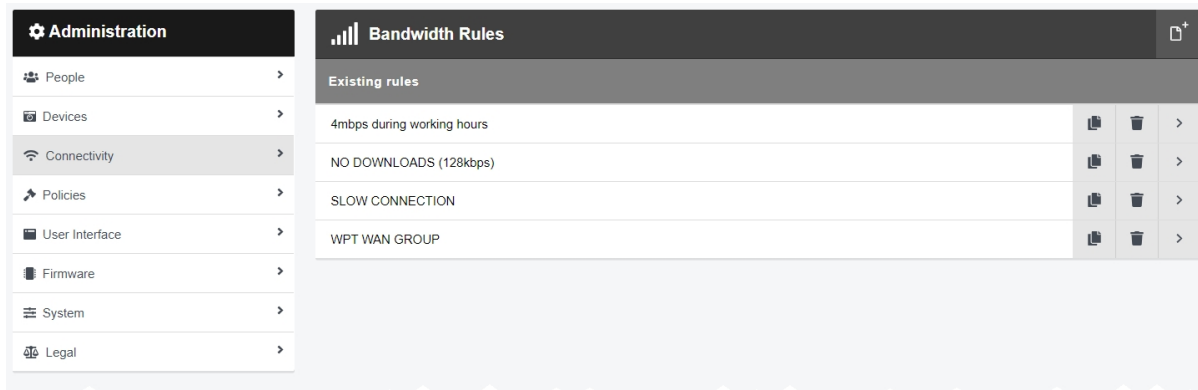 Administration
People
Devices
Connectivity
Policies
User Interface
Firmware
System
Legal
Bandwidth Rules
Existing rules
4mbps during working hours
NO DOWNLOADS (128kbps)
SLOW CONNECTION
WPT WAN GROUP